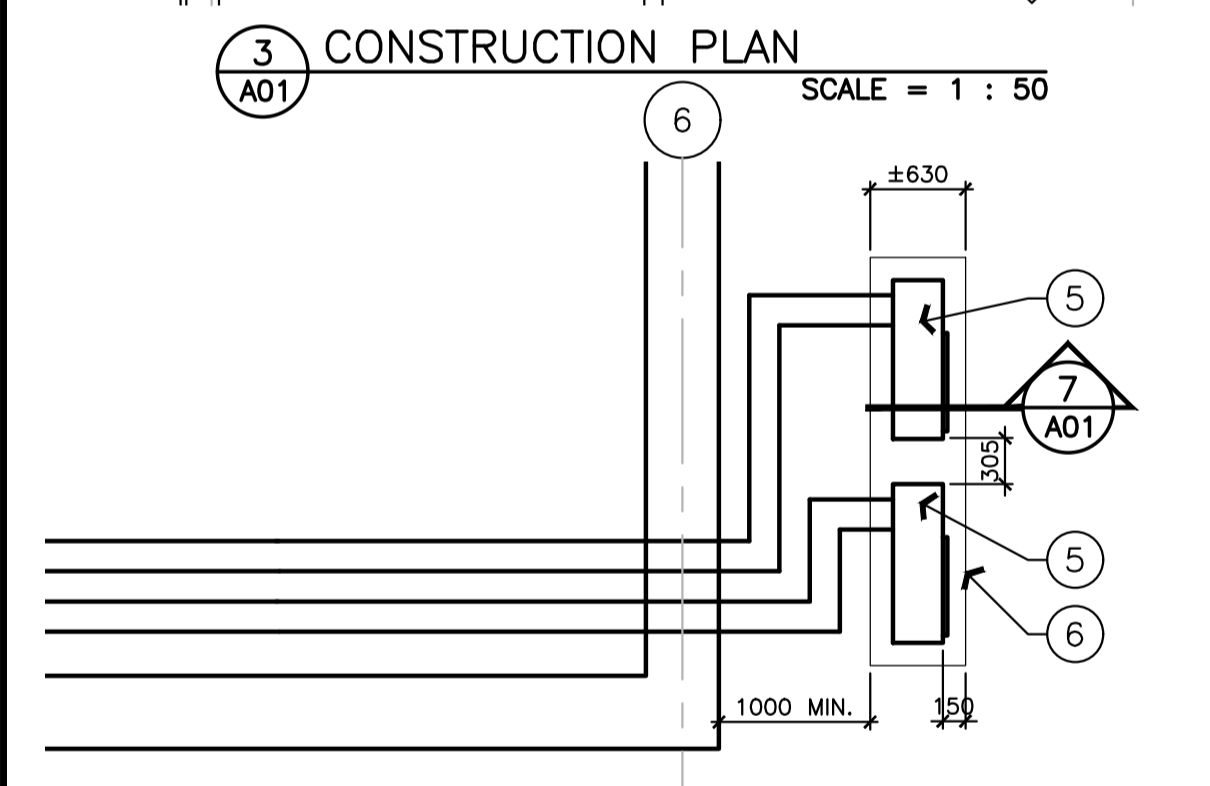 3
CONSTRUCTION PLAN
A01
SCALE = 1 : 50
6
±630
5
7
A01
305
5
6
1000 MIN.
150